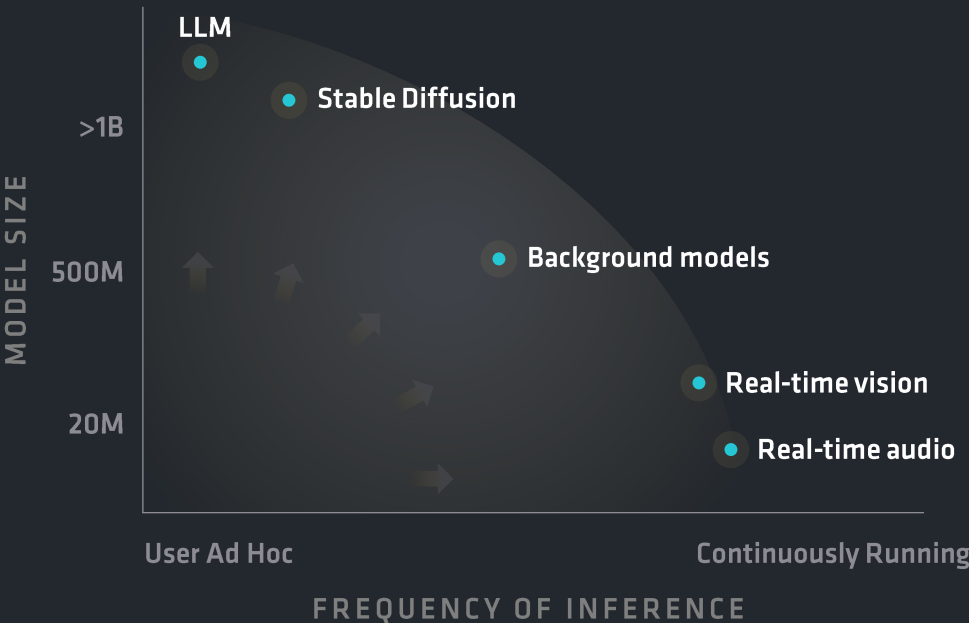 LLM
Stable Diffusion
>1B
Background models
500M
Real-time vision
20M
Real-time audio
MODEL SIZE
User Ad Hoc
Continuously Running
FREQUENCY OF INFERENCE